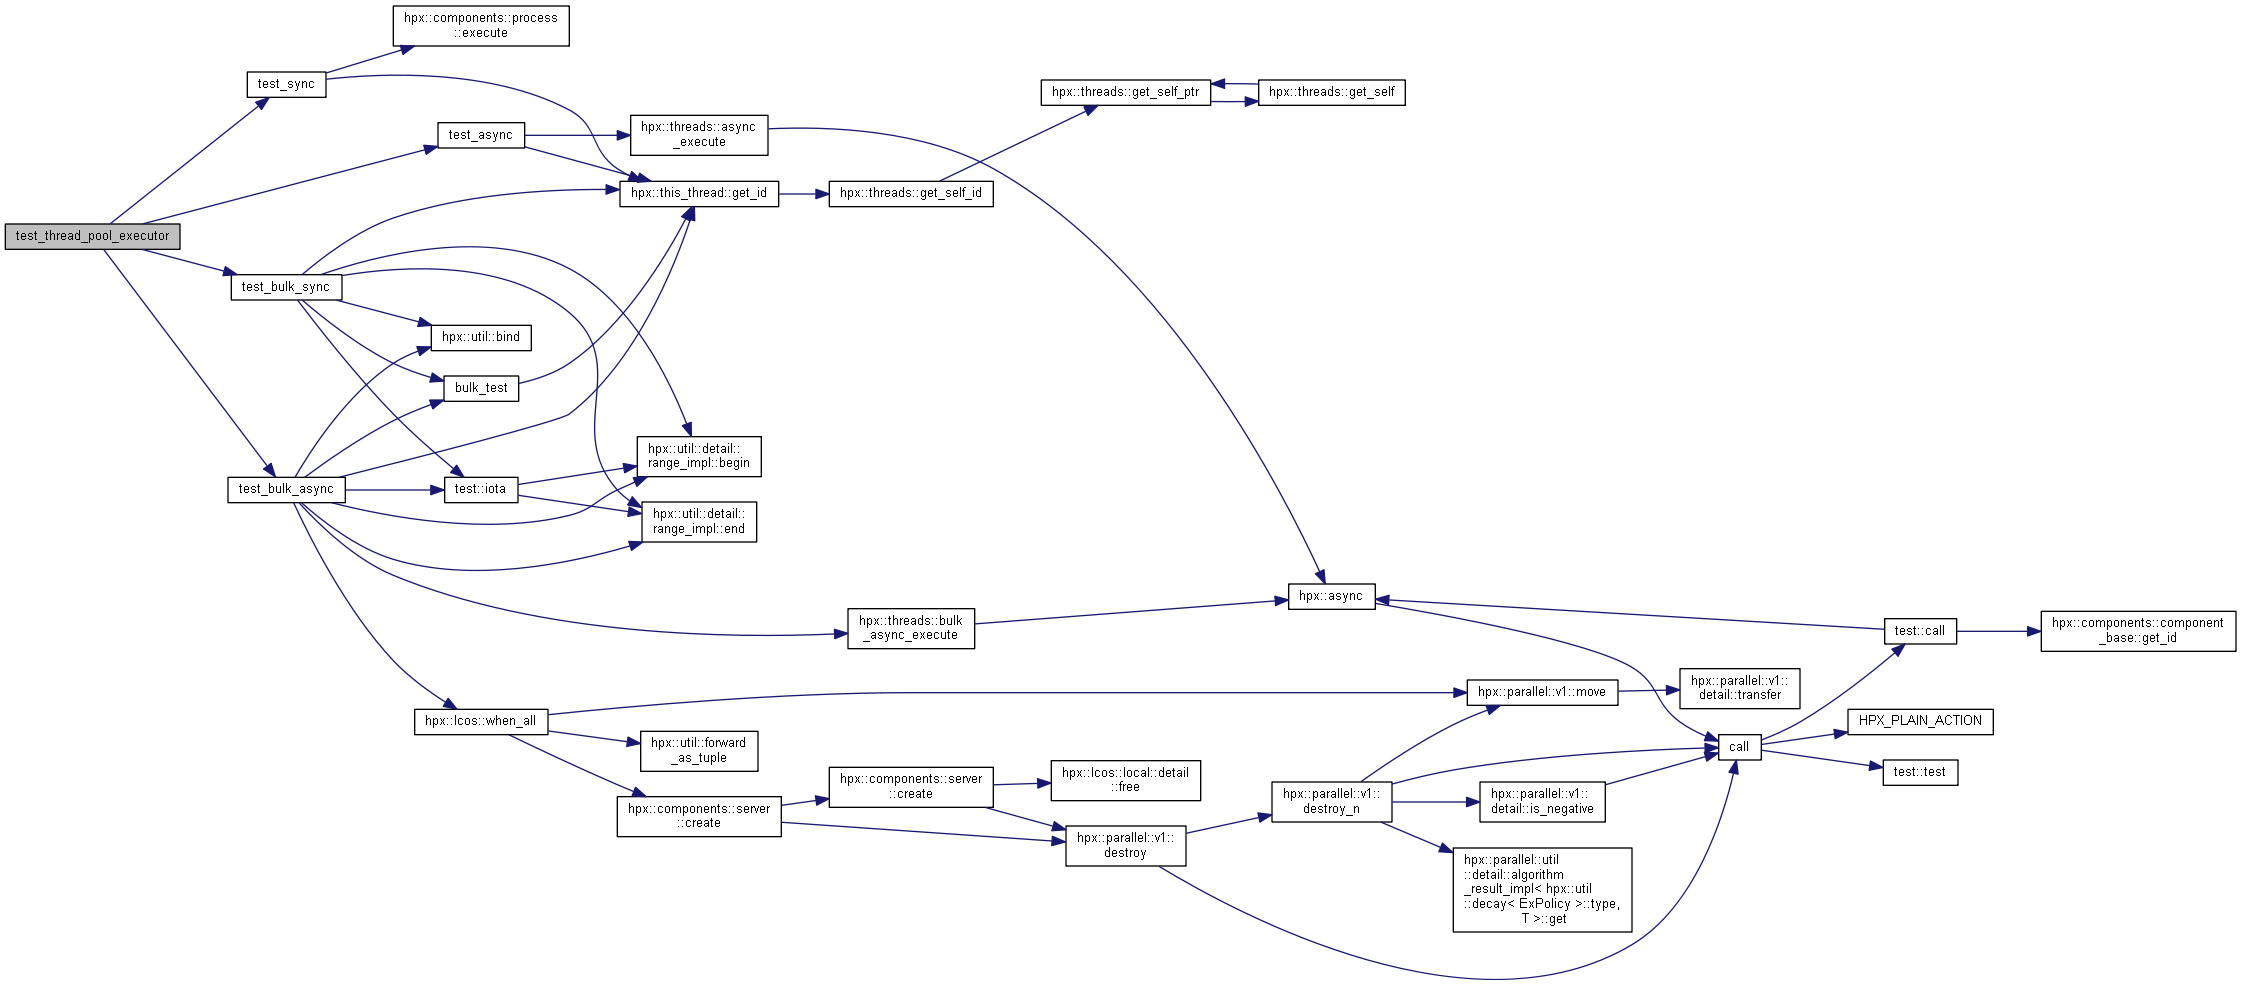 hpx::components::process
::execute
test_sync
hpx::threads::get_self_ptr
hpx::threads::get_self
test_async
hpx::threads::async
_execute
hpx::this_thread::get_id
hpx::threads::get_self_id
test_thread_pool_executor
test_bulk_sync
hpx::util::bind
bulk_test
hpx::util::detail::
range_impl::begin
test_bulk_async
test::iota
hpx::util::detail::
range_impl::end
hpx::async
hpx::threads::bulk
_async_execute
test::call
hpx::components::component
_base::get_id
hpx::parallel::v1::move
hpx::parallel::v1::
detail::transfer
hpx::lcos::when_all
HPX_PLAIN_ACTION
hpx::util::forward
_as_tuple
call
test::test
hpx::components::server
::create
hpx::lcos::local::detail
::free
hpx::components::server
::create
hpx::parallel::v1::
destroy_n
hpx::parallel::v1::
detail::is_negative
hpx::parallel::v1::
destroy
hpx::parallel::util
::detail::algorithm
_result_impl< hpx::util
::decay< ExPolicy >::type,
T >::get